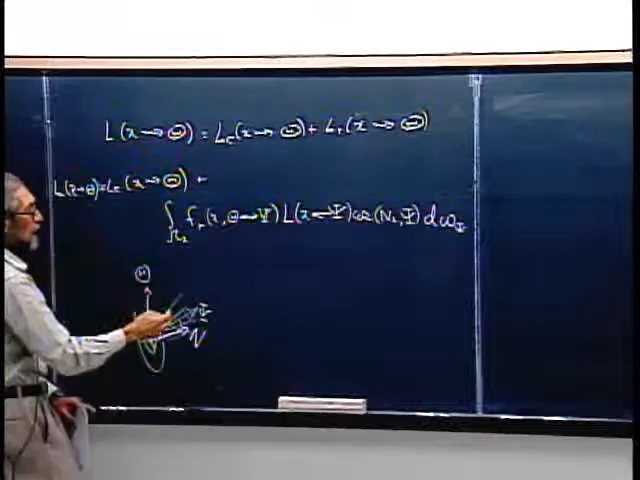 L(x → Θ) = Le(x → Θ) + Lr(x → Θ)
L(x→Θ)=Le(x → Θ) +
∫Ωx fr(x, Θ↔Ψ) L(x ← Ψ) cos(Nx, Ψ) dωΨ
Θ
Ψ
N